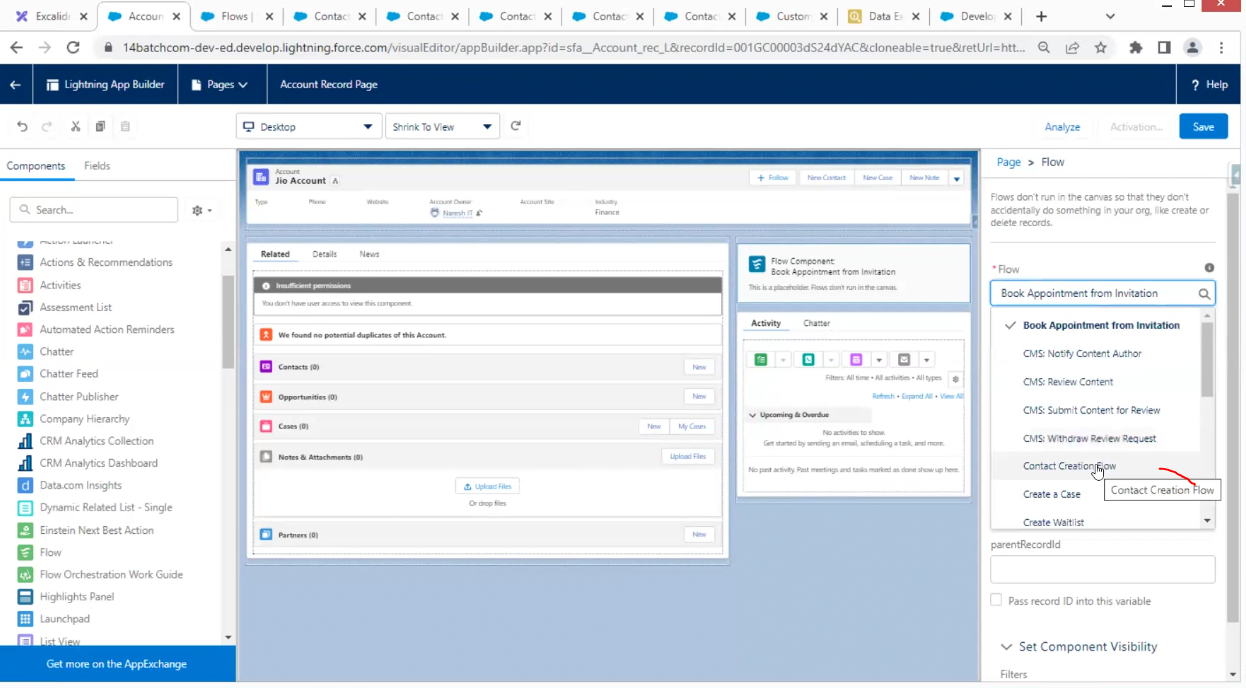 Excalid
Accoun
Flows |
Contact
Contac
Contac
Contac
Contac
Custom
Data Ex
Develo
14batchcom-dev-ed.develop.lightning.force.com/visualEditor/appBuilder.app?id=sfa__Account_rec_L&recordId=001GC00003dS24dYAC&cloneable=true&retUrl=htt...
Lightning App Builder
Pages
Account Record Page
? Help
Desktop
Shrink To View
Analyze
Activation...
Save
Components
Fields
Search...
Action Launcher
Actions & Recommendations
Activities
Assessment List
Automated Action Reminders
Chatter
Chatter Feed
Chatter Publisher
Company Hierarchy
CRM Analytics Collection
CRM Analytics Dashboard
Data.com Insights
Dynamic Related List - Single
Einstein Next Best Action
Flow
Flow Orchestration Work Guide
Highlights Panel
Launchpad
List View
Get more on the AppExchange
Account
Jio Account
+ Follow
New Contact
New Case
New Note
Type
Phone
Website
Account Owner
Account Site
Industry
Naresh IT
Finance
Related
Details
News
Insufficient permissions
You don't have user access to view this component.
We found no potential duplicates of this Account.
Contacts (0)
New
Opportunities (0)
New
Cases (0)
New
My Cases
Notes & Attachments (0)
Upload Files
Upload Files
Or drop files
Partners (0)
New
Flow Component:
Book Appointment from Invitation
This is a placeholder. Flows don't run in the canvas.
Activity
Chatter
Filters: All time • All activities • All types
Refresh • Expand All • View All
Upcoming & Overdue
No activities to show.
Get started by sending an email, scheduling a task, and more.
No past activity. Past meetings and tasks marked as done show up here.
Page > Flow
Flows don't run in the canvas so that they don't
accidentally do something in your org, like create or
delete records.
* Flow
Book Appointment from Invitation
Book Appointment from Invitation
CMS: Notify Content Author
CMS: Review Content
CMS: Submit Content for Review
CMS: Withdraw Review Request
Contact Creation Flow
Contact Creation Flow
Create a Case
Create Waitlist
parentRecordId
Pass record ID into this variable
Set Component Visibility
Filters